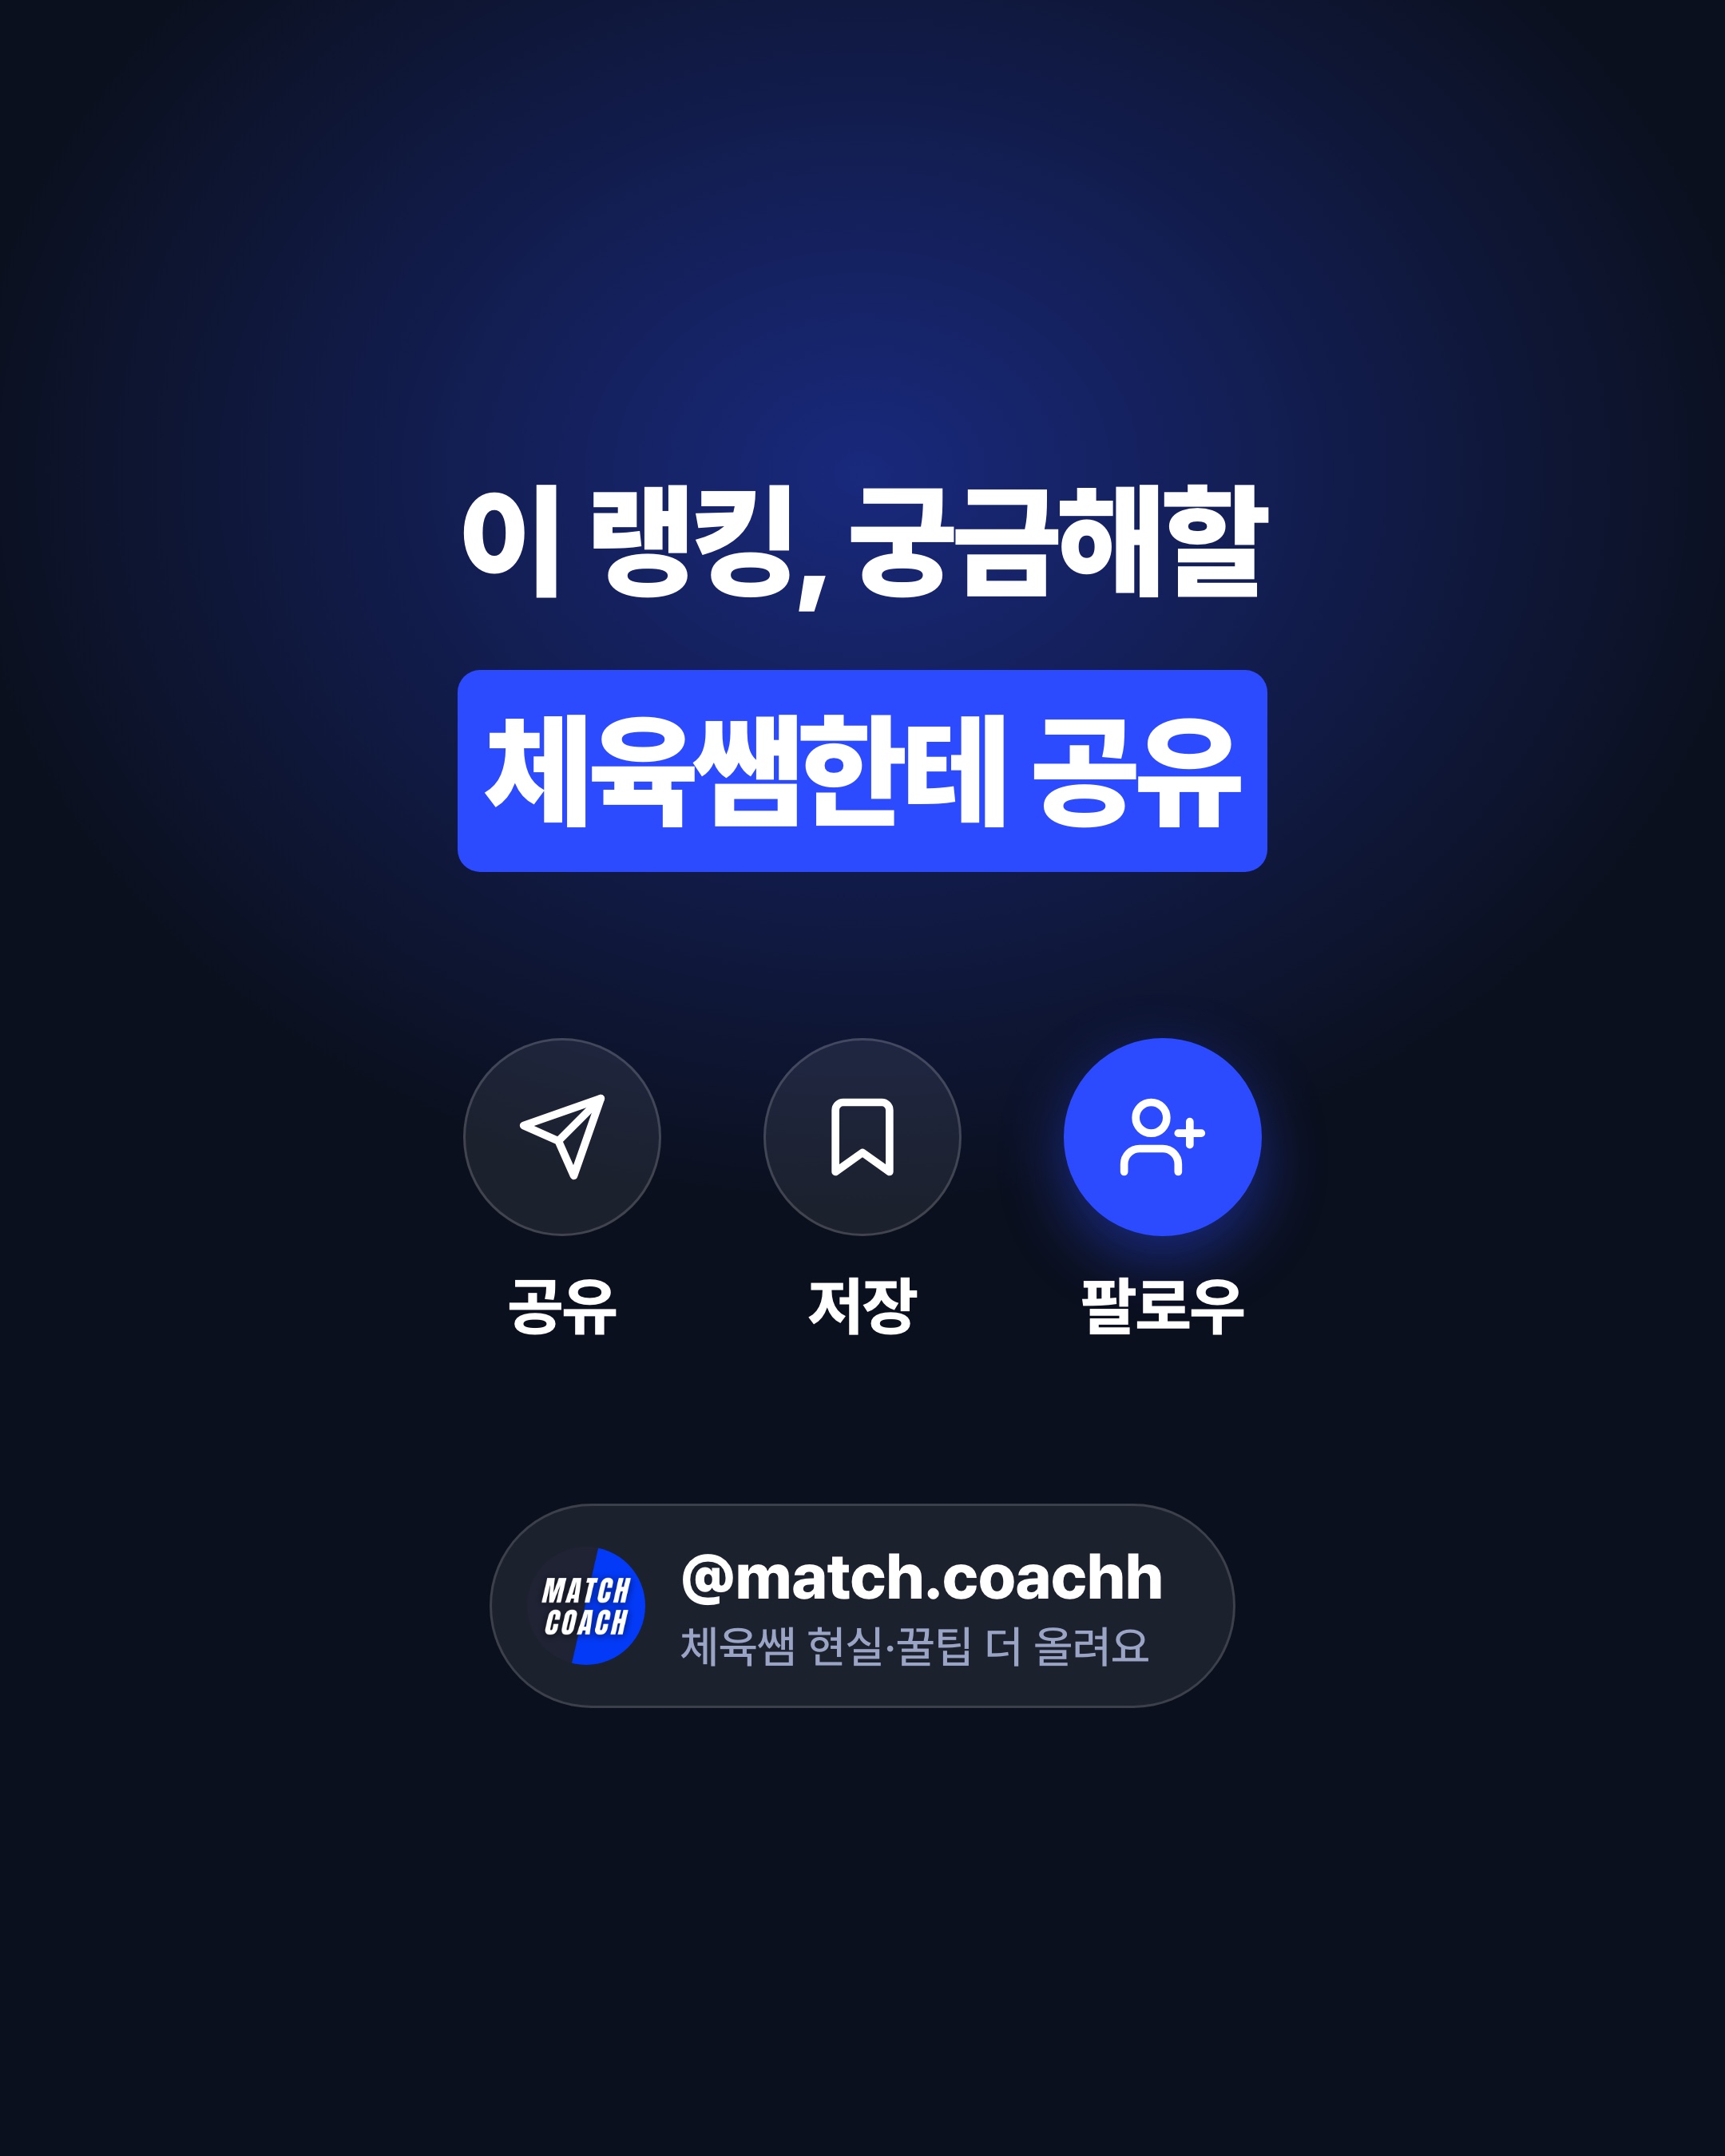 이 랭킹, 궁금해할
체육쌤한테 공유
공유
저장
팔로우
MATCH
COACH
@match.coachh
체육쌤 현실·꿀팁 더 올려요